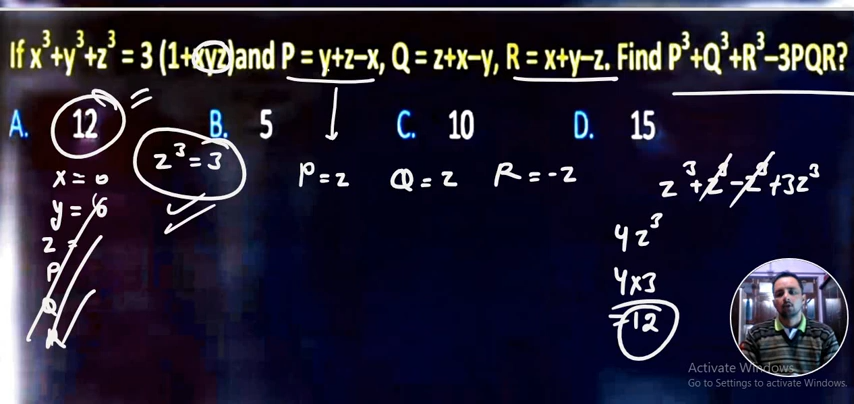 If x³+y³+z³ = 3 (1+xyz) and P = y+z–x, Q = z+x–y, R = x+y–z. Find P³+Q³+R³–3PQR?
A. 12 B. 5 C. 10 D. 15
z³ = 3
P = z Q = z R = -z
z³ + z³ - z³ + 3z³
x = 0
y = 0
z =
P
Q
R
4z³
4x3
=12
Activate Windows
Go to Settings to activate Windows.